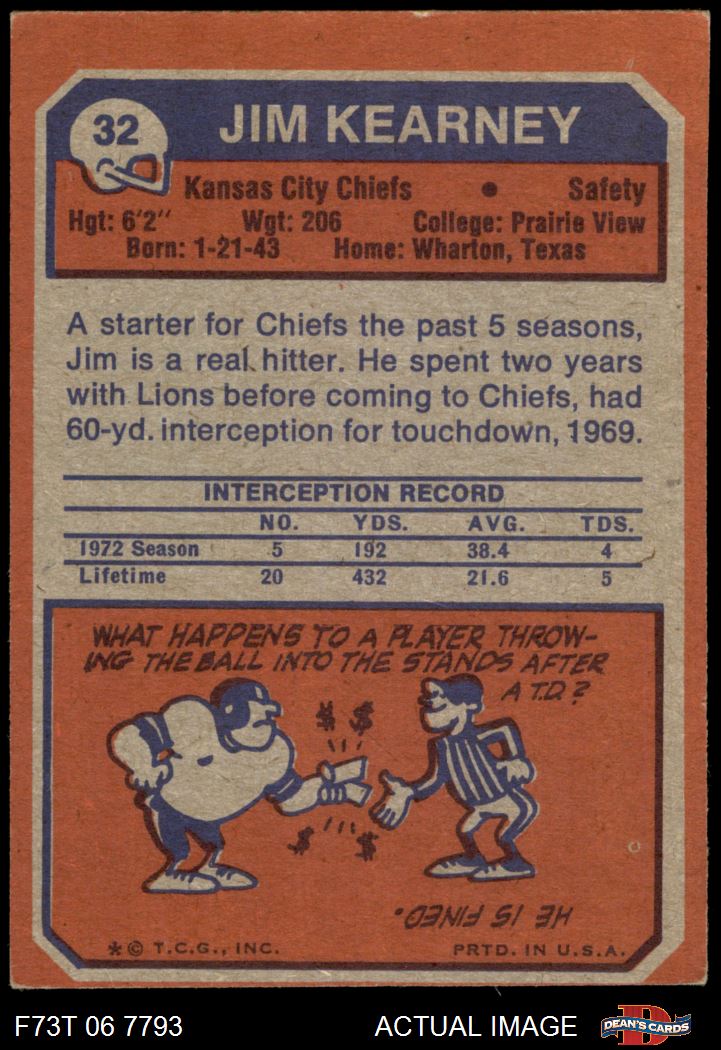 32
JIM KEARNEY
Kansas City Chiefs • Safety
Hgt: 6'2" Wgt: 206 College: Prairie View
Born: 1-21-43 Home: Wharton, Texas
A starter for Chiefs the past 5 seasons,
Jim is a real hitter. He spent two years
with Lions before coming to Chiefs, had
60-yd. interception for touchdown, 1969.
INTERCEPTION RECORD
NO. YDS. AVG. TDS.
1972 Season 5 192 38.4 4
Lifetime 20 432 21.6 5
WHAT HAPPENS TO A PLAYER THROW-
ING THE BALL INTO THE STANDS AFTER
A T.D.?
$ $
$ $
HE IS FINED.
* © T.C.G., INC. PRTD. IN U.S.A.
F73T 06 7793 ACTUAL IMAGE D DEAN'S CARDS